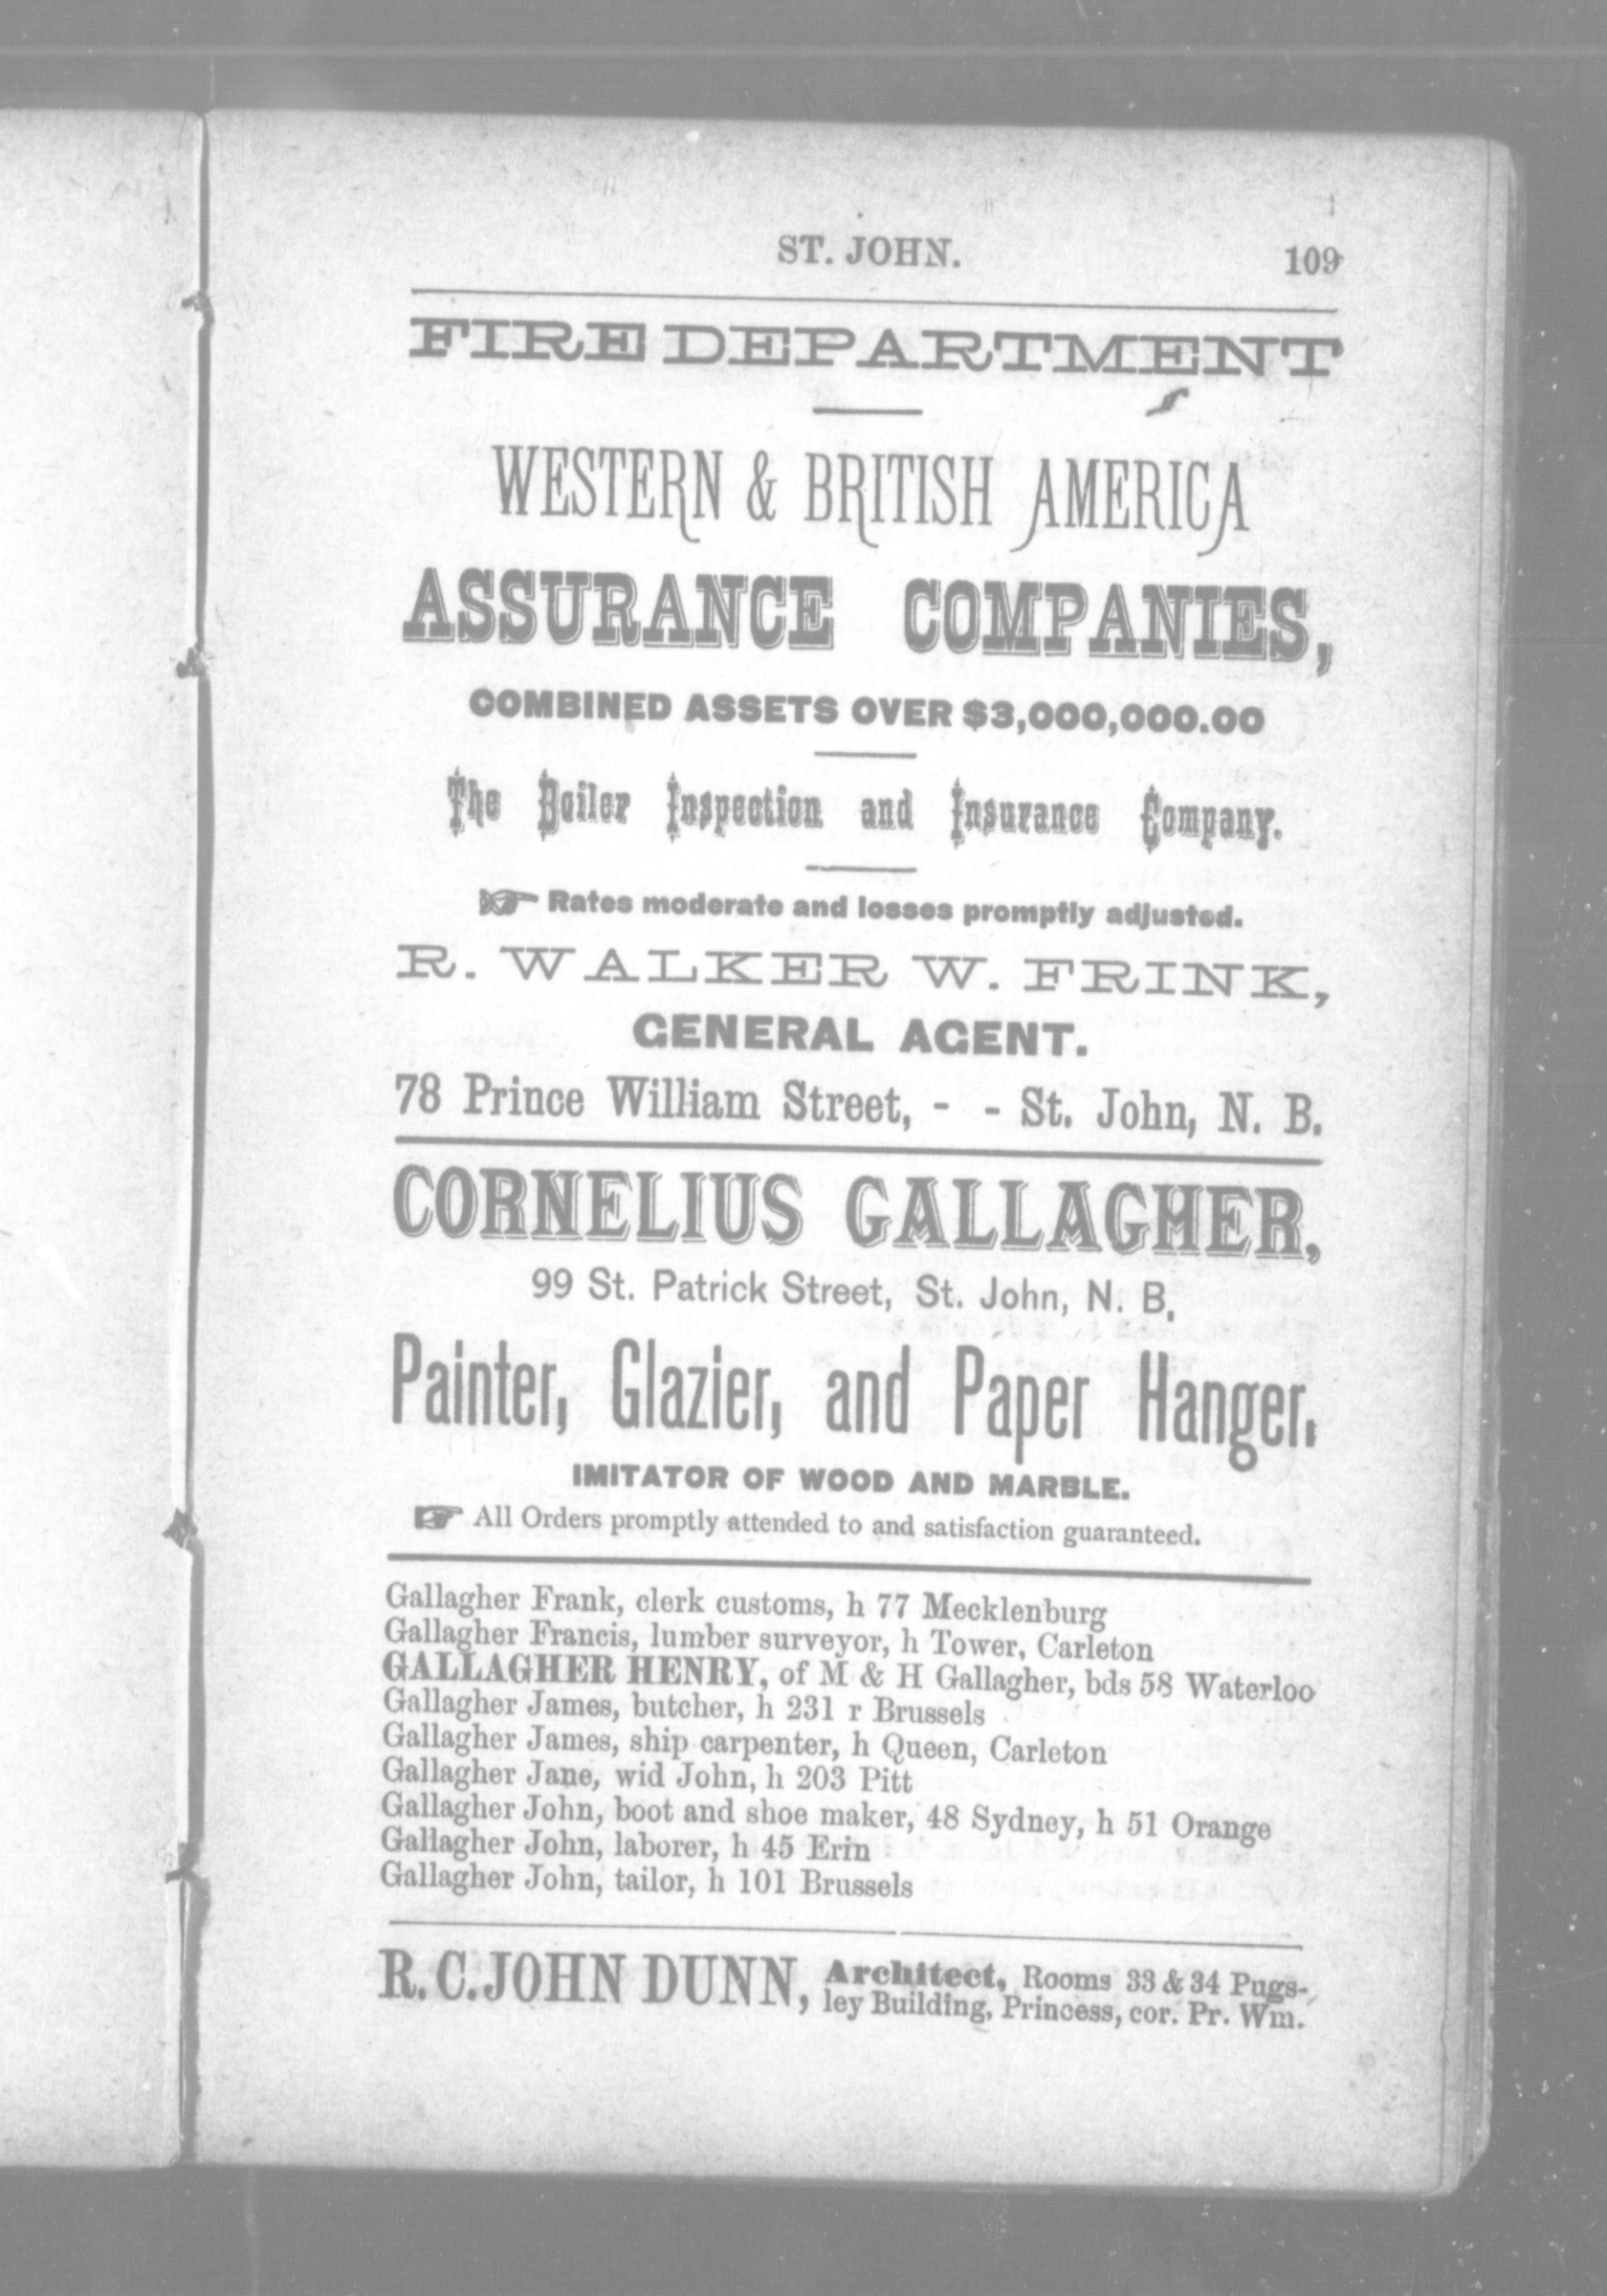 ST. JOHN. 109
FIRE DEPARTMENT
WESTERN & BRITISH AMERICA
ASSURANCE COMPANIES,
COMBINED ASSETS OVER $3,000,000.00
The Boiler Inspection and Insurance Company.
☞ Rates moderate and losses promptly adjusted.
R. WALKER W. FRINK,
GENERAL AGENT.
78 Prince William Street, - - St. John, N. B.
CORNELIUS GALLAGHER,
99 St. Patrick Street, St. John, N. B,
Painter, Glazier, and Paper Hanger.
IMITATOR OF WOOD AND MARBLE.
☞ All Orders promptly attended to and satisfaction guaranteed.
Gallagher Frank, clerk customs, h 77 Mecklenburg
Gallagher Francis, lumber surveyor, h Tower, Carleton
GALLAGHER HENRY, of M & H Gallagher, bds 58 Waterloo
Gallagher James, butcher, h 231 r Brussels
Gallagher James, ship carpenter, h Queen, Carleton
Gallagher Jane, wid John, h 203 Pitt
Gallagher John, boot and shoe maker, 48 Sydney, h 51 Orange
Gallagher John, laborer, h 45 Erin
Gallagher John, tailor, h 101 Brussels
R. C. JOHN DUNN, Architect, Rooms 33 & 34 Pugs-
ley Building, Princess, cor. Pr. Wm.